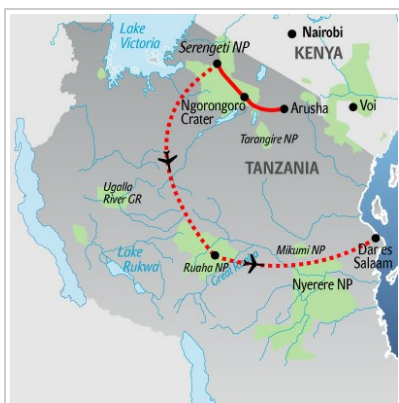 Lake
Victoria
Nairobi
KENYA
Serengeti NP
Ngorongoro
Crater
Arusha
Voi
Tarangire NP
TANZANIA
Ugalla
River GR
Lake
Rukwa
Ruaha NP
Great Ruaha
Mikumi NP
Dar es
Salaam
Nyerere NP